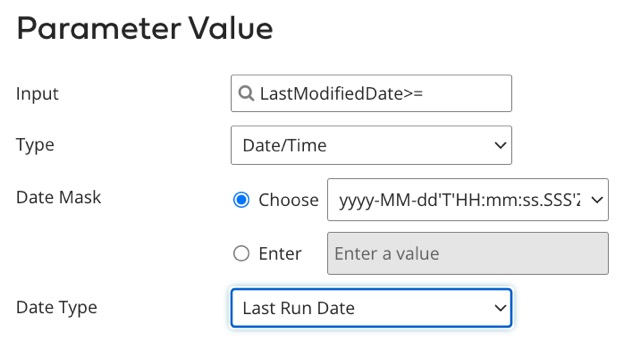 Parameter Value
Input LastModifiedDate>=
Type Date/Time
Date Mask Choose yyyy-MM-dd'T'HH:mm:ss.SSS'
Enter Enter a value
Date Type Last Run Date